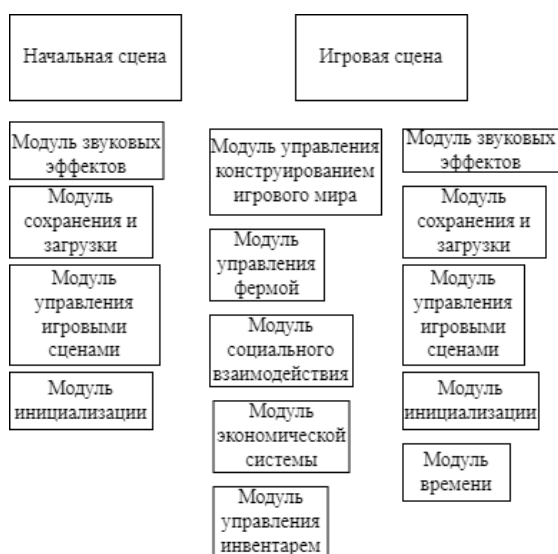 Начальная сцена
Игровая сцена
Модуль звуковых
эффектов
Модуль
сохранения и
загрузки
Модуль
управления
игровыми
сценами
Модуль
инициализации
Модуль управления
конструированием
игрового мира
Модуль
управления
фермой
Модуль
социального
взаимодействия
Модуль
экономической
системы
Модуль
управления
инвентарем
Модуль звуковых
эффектов
Модуль
сохранения и
загрузки
Модуль
управления
игровыми
сценами
Модуль
инициализации
Модуль
времени